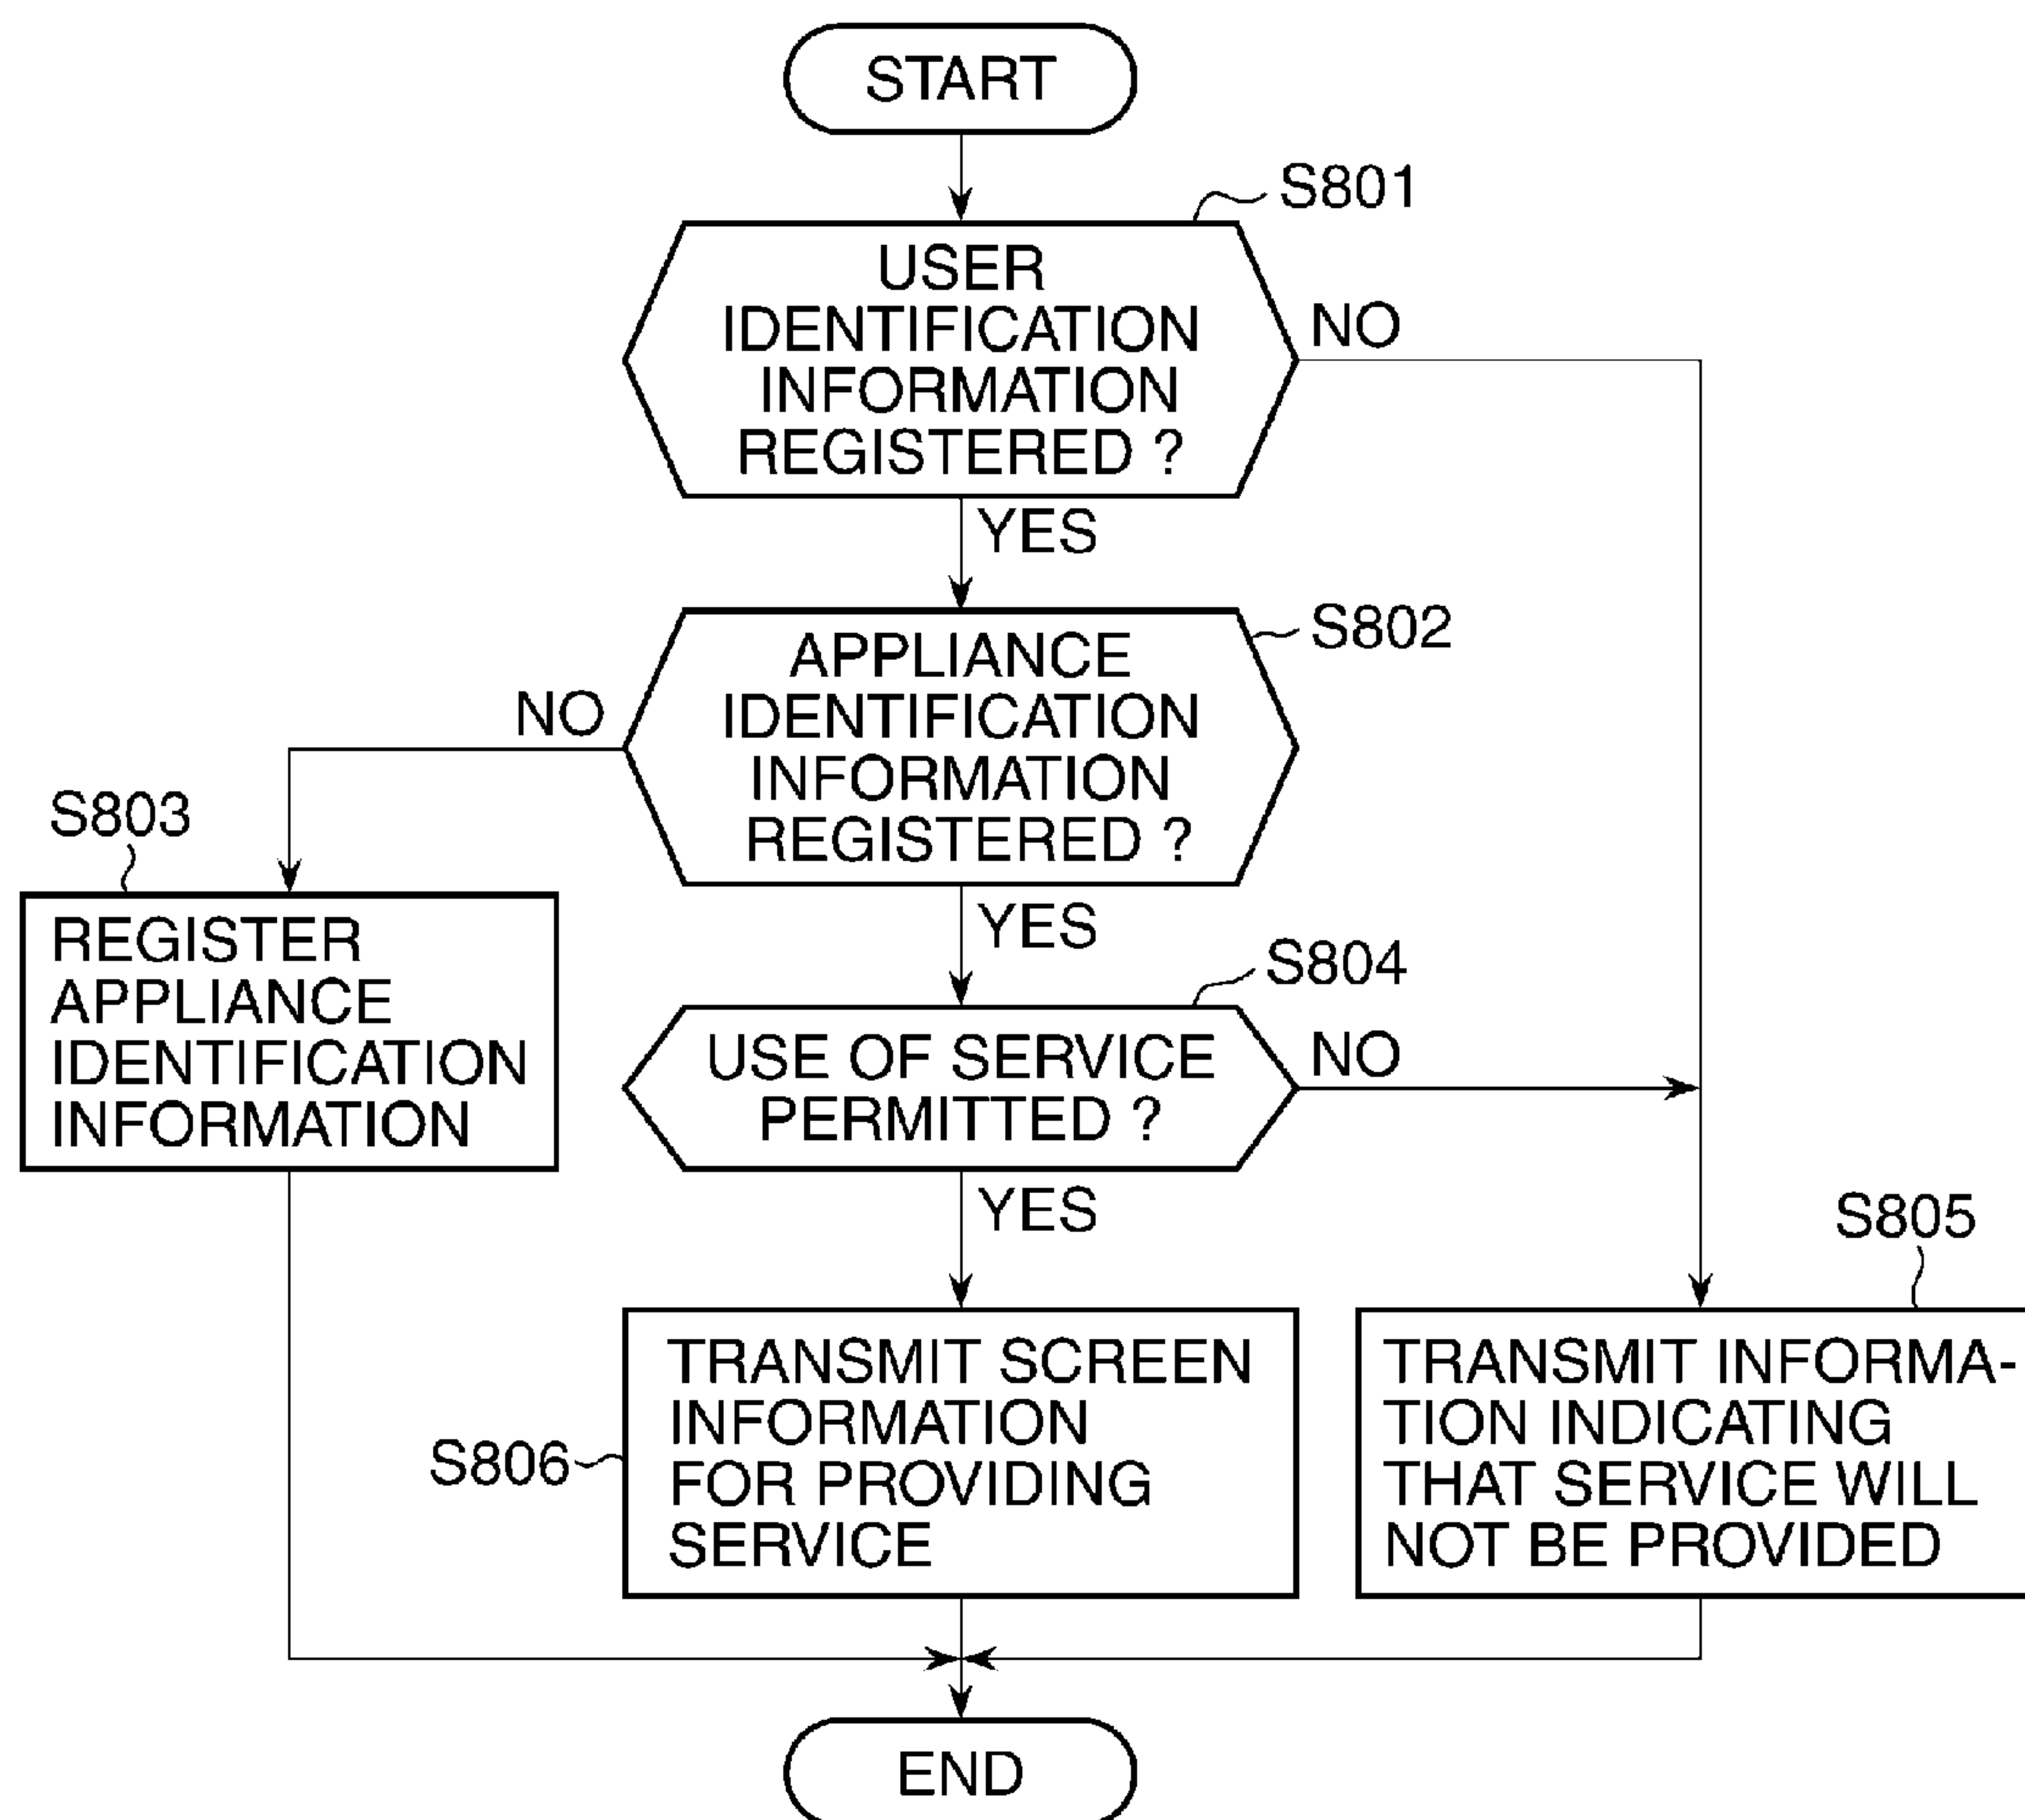 START
S801
USER
IDENTIFICATION
INFORMATION
REGISTERED ?
NO
YES
S802
APPLIANCE
IDENTIFICATION
INFORMATION
REGISTERED ?
NO
YES
S803
REGISTER
APPLIANCE
IDENTIFICATION
INFORMATION
S804
USE OF SERVICE
PERMITTED ?
NO
YES
S805
TRANSMIT INFORMA-
TION INDICATING
THAT SERVICE WILL
NOT BE PROVIDED
S806
TRANSMIT SCREEN
INFORMATION
FOR PROVIDING
SERVICE
END